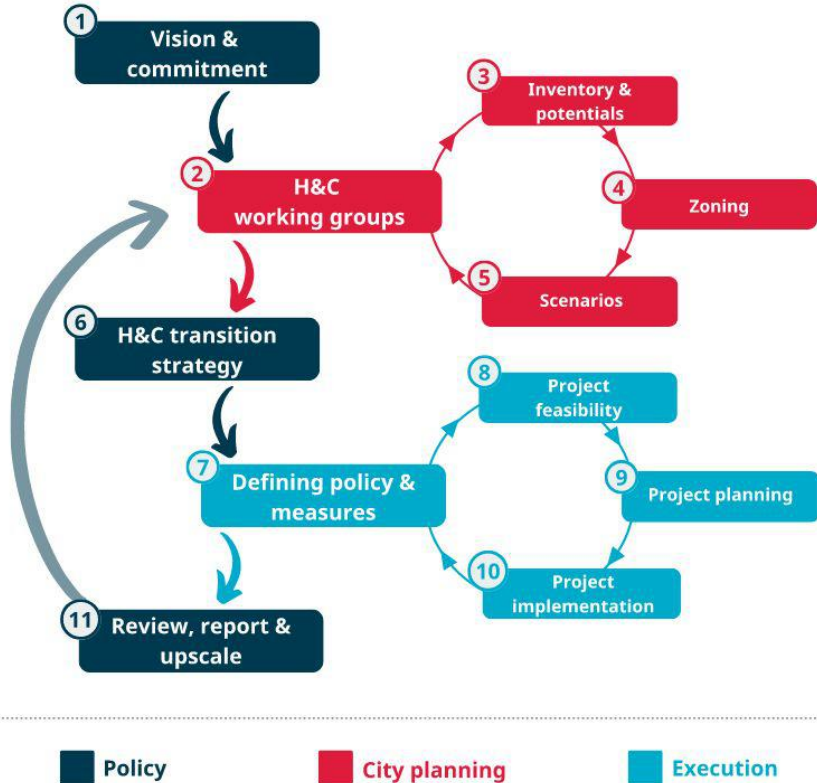 1
Vision &
commitment
2
H&C
working groups
3
Inventory &
potentials
4
Zoning
5
Scenarios
6
H&C transition
strategy
7
Defining policy &
measures
8
Project
feasibility
9
Project planning
10
Project
implementation
11
Review, report &
upscale
Policy
City planning
Execution